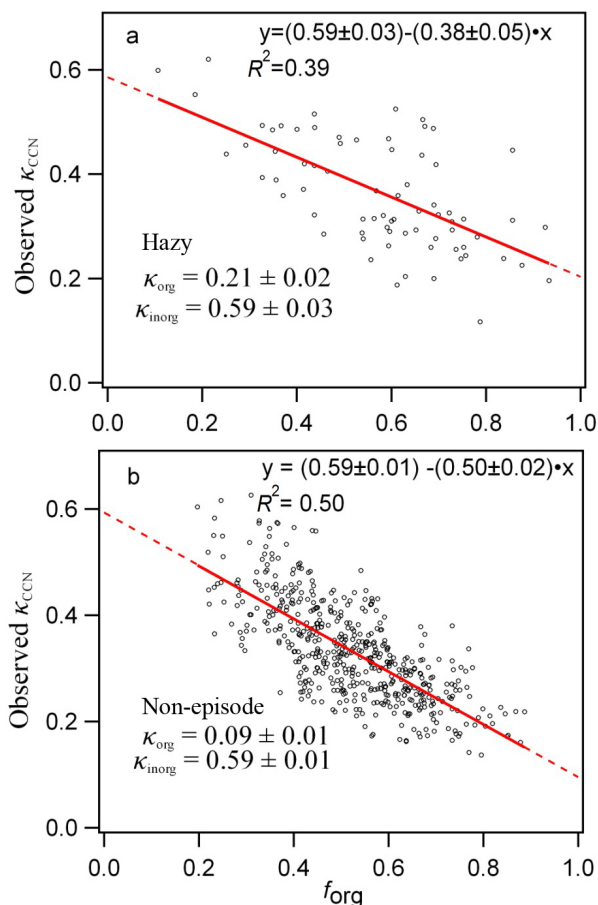 a
y=(0.59±0.03)-(0.38±0.05)•x
R²=0.39
0.6
0.4
0.2
0.0
Observed κCCN
Hazy
κorg = 0.21 ± 0.02
κinorg = 0.59 ± 0.03
0.0 0.2 0.4 0.6 0.8 1.0
b
y = (0.59±0.01) -(0.50±0.02)•x
R²= 0.50
0.6
0.4
0.2
0.0
Observed κCCN
Non-episode
κorg = 0.09 ± 0.01
κinorg = 0.59 ± 0.01
0.0 0.2 0.4 0.6 0.8 1.0
forg